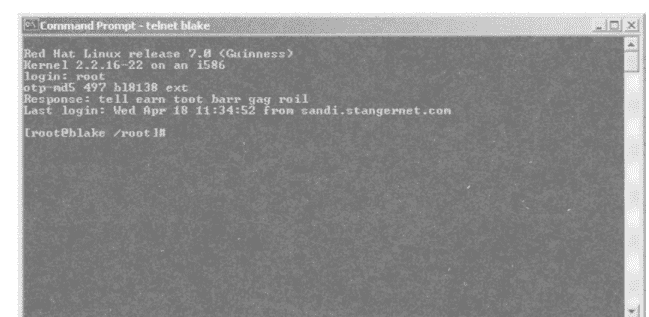 Command Prompt - telnet blake
Red Hat Linux release 7.0 (Guinness)
Kernel 2.2.16-22 on an i586
login: root
otp-md5 497 bl8138 ext
Response: tell earn toot barr gag roil
Last login: Wed Apr 18 11:34:52 from sandi.stangernet.com
[root@blake /root]#